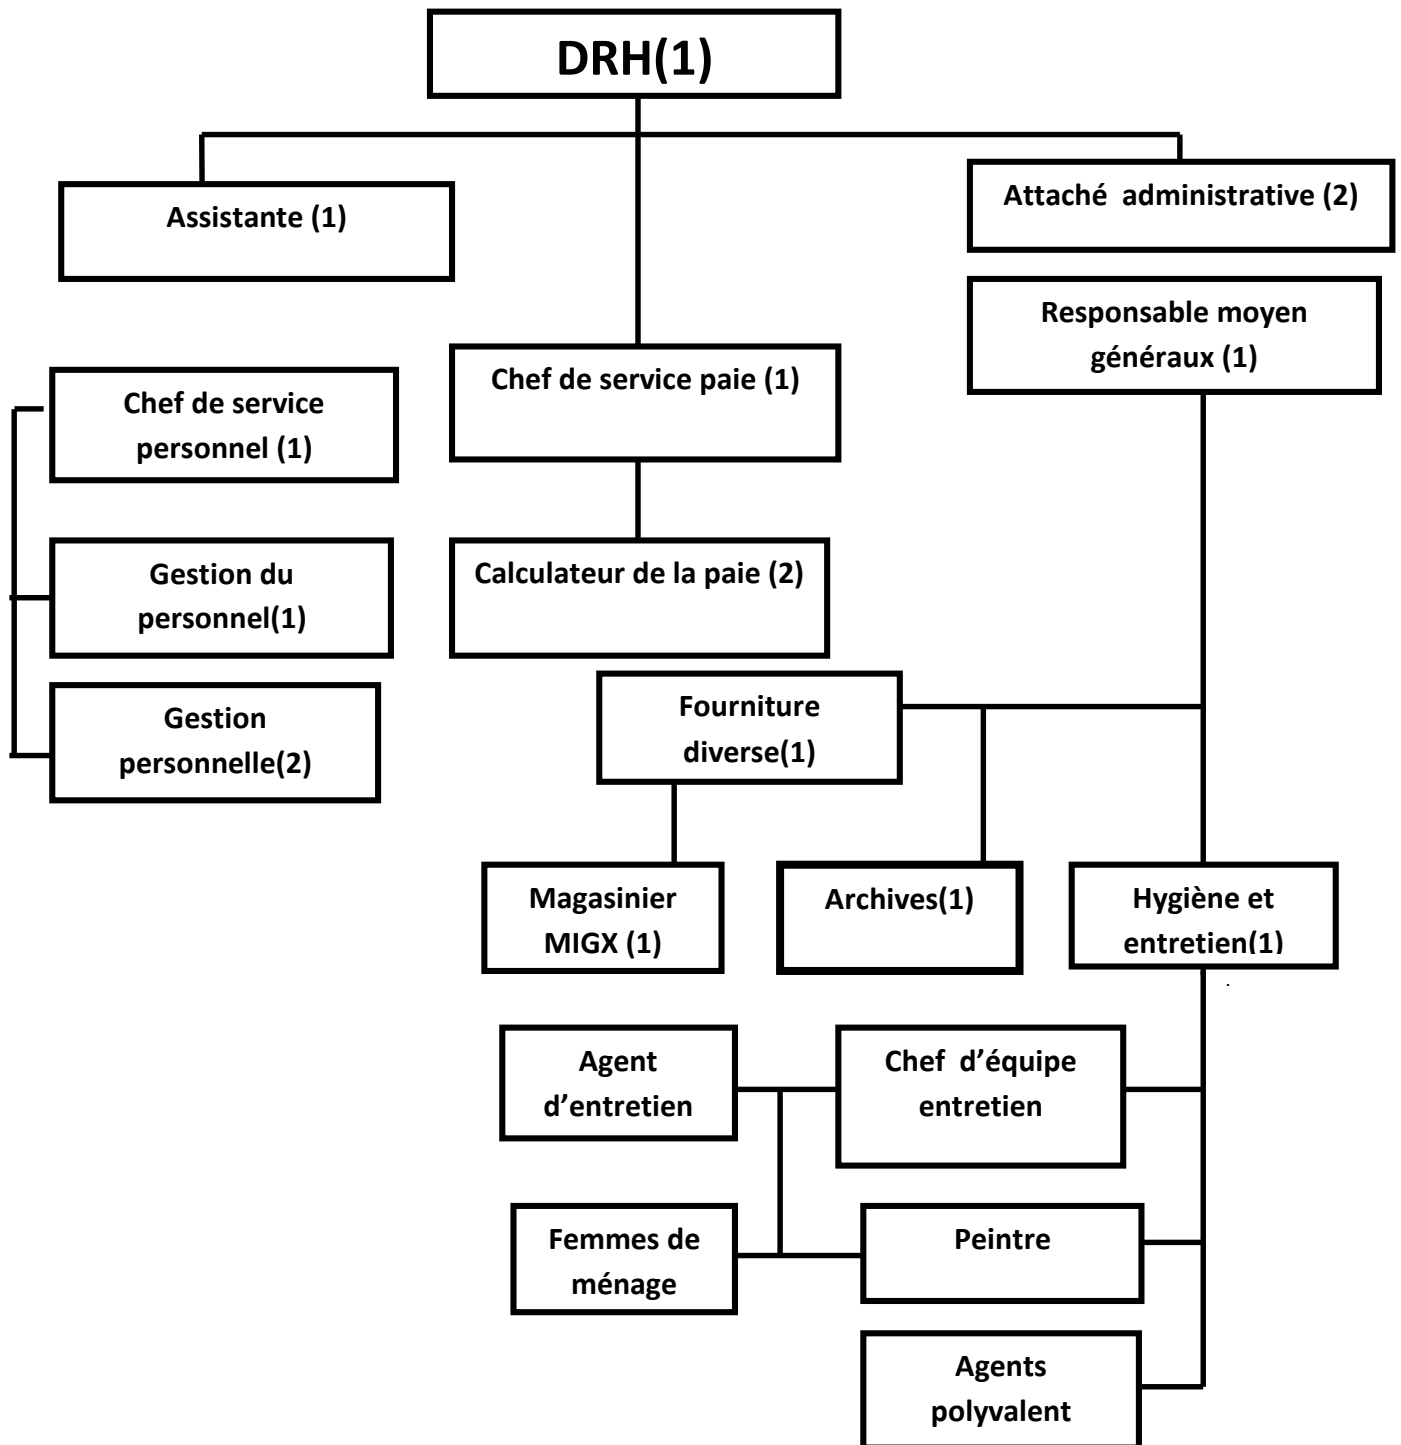 DRH(1)
Assistante (1)
Attaché  administrative (2)
Responsable moyen
généraux (1)
Chef de service paie (1)
Chef de service
personnel (1)
Gestion du
personnel(1)
Calculateur de la paie (2)
Gestion
personnelle(2)
Fourniture
diverse(1)
Magasinier
MIGX (1)
Archives(1)
Hygiène et
entretien(1)
Agent
d’entretien
Chef  d’équipe
entretien
Femmes de
ménage
Peintre
Agents
polyvalent